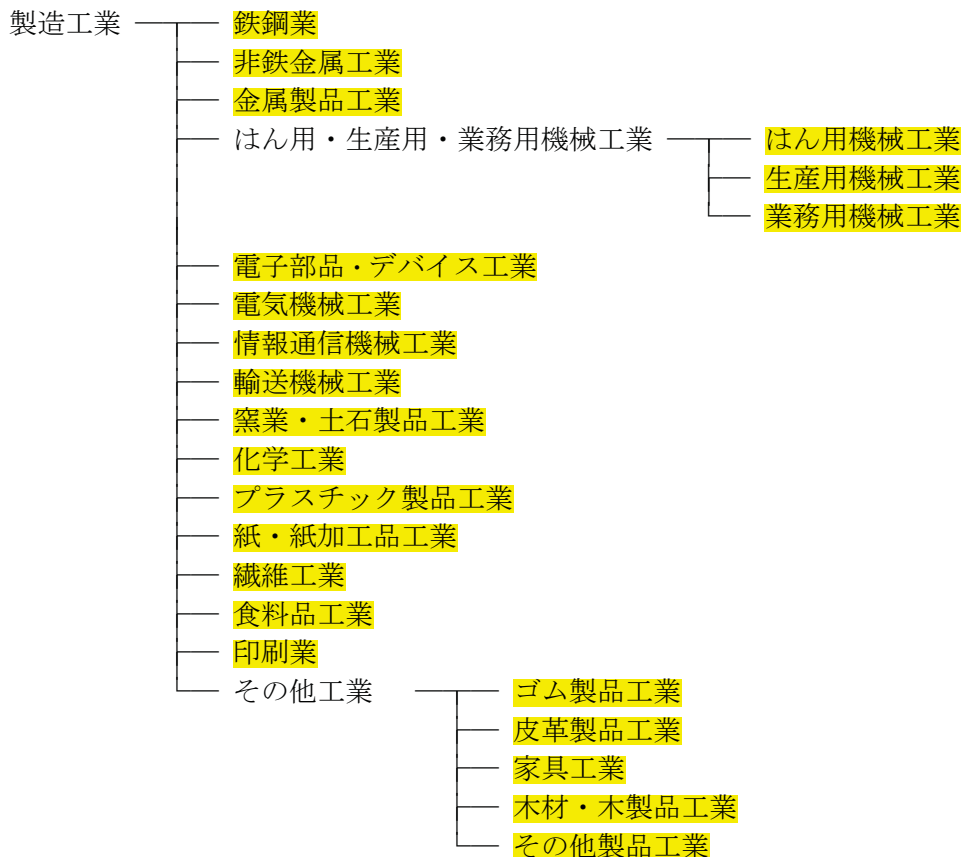 製造工業 鉄鋼業
非鉄金属工業
金属製品工業
はん用・生産用・業務用機械工業 はん用機械工業
生産用機械工業
業務用機械工業
電子部品・デバイス工業
電気機械工業
情報通信機械工業
輸送機械工業
窯業・土石製品工業
化学工業
プラスチック製品工業
紙・紙加工品工業
繊維工業
食料品工業
印刷業
その他工業 ゴム製品工業
皮革製品工業
家具工業
木材・木製品工業
その他製品工業